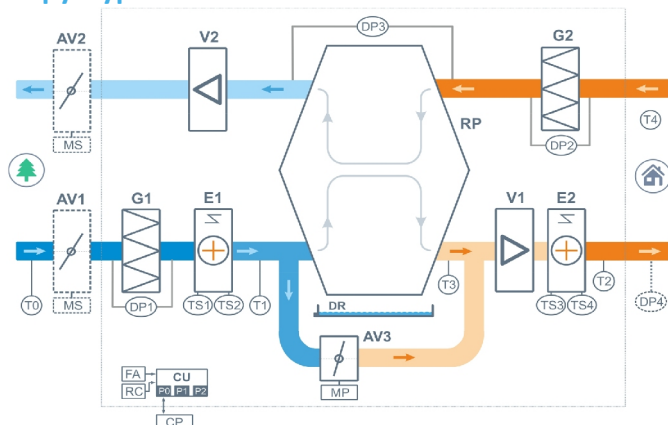 AV2
V2
DP3
G2
MS
RP
DP2
T4
AV1
G1
E1
V1
E2
T0
MS
DP1
TS1
TS2
T1
DR
T3
TS3
TS4
T2
DP4
AV3
MP
FA
RC
CU
P0 P1 P2
CP